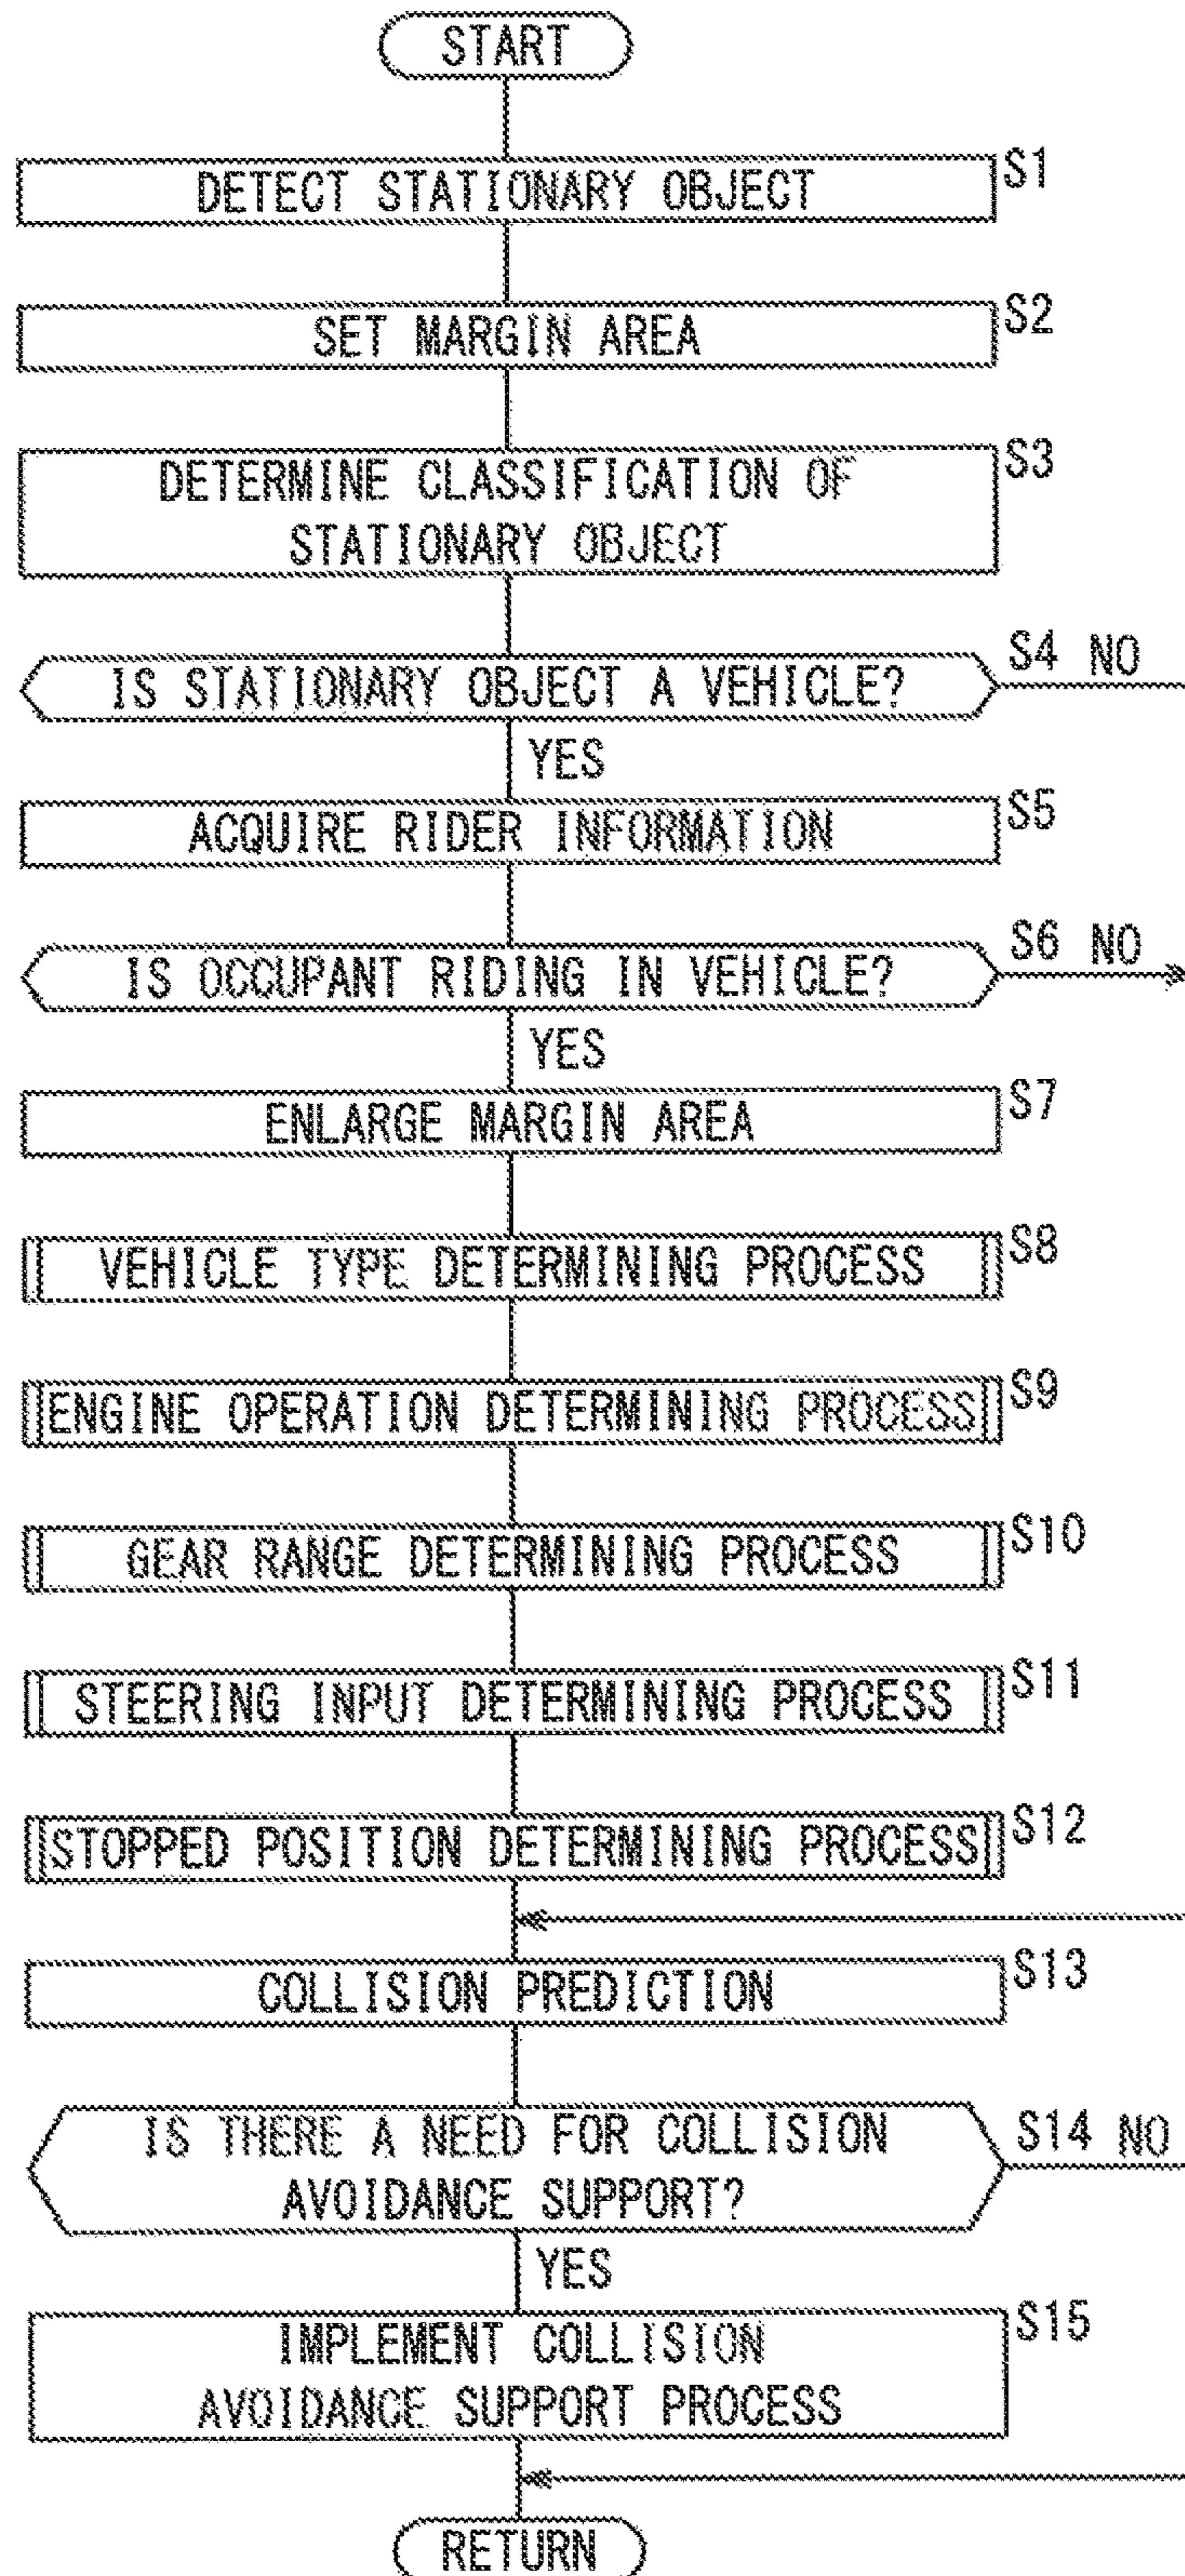 START
DETECT STATIONARY OBJECT
S1
SET MARGIN AREA
S2
DETERMINE CLASSIFICATION OF
STATIONARY OBJECT
S3
IS STATIONARY OBJECT A VEHICLE?
S4 NO
YES
ACQUIRE RIDER INFORMATION
S5
IS OCCUPANT RIDING IN VEHICLE?
S6 NO
YES
ENLARGE MARGIN AREA
S7
VEHICLE TYPE DETERMINING PROCESS
S8
ENGINE OPERATION DETERMINING PROCESS
S9
GEAR RANGE DETERMINING PROCESS
S10
STEERING INPUT DETERMINING PROCESS
S11
STOPPED POSITION DETERMINING PROCESS
S12
COLLISION PREDICTION
S13
IS THERE A NEED FOR COLLISION
AVOIDANCE SUPPORT?
S14 NO
YES
IMPLEMENT COLLISION
AVOIDANCE SUPPORT PROCESS
S15
RETURN